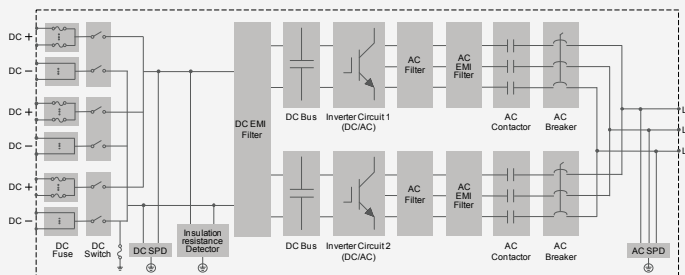 DC +
DC −
DC +
DC −
DC +
DC −
DC
Fuse
DC
Switch
DC SPD
Insulation
resistance
Detector
DC EMI
Filter
DC Bus
Inverter Circuit 1
(DC/AC)
AC
Filter
AC
EMI
Filter
AC
Contactor
AC
Breaker
DC Bus
Inverter Circuit 2
(DC/AC)
AC
Filter
AC
EMI
Filter
AC
Contactor
AC
Breaker
AC SPD
L
L
L